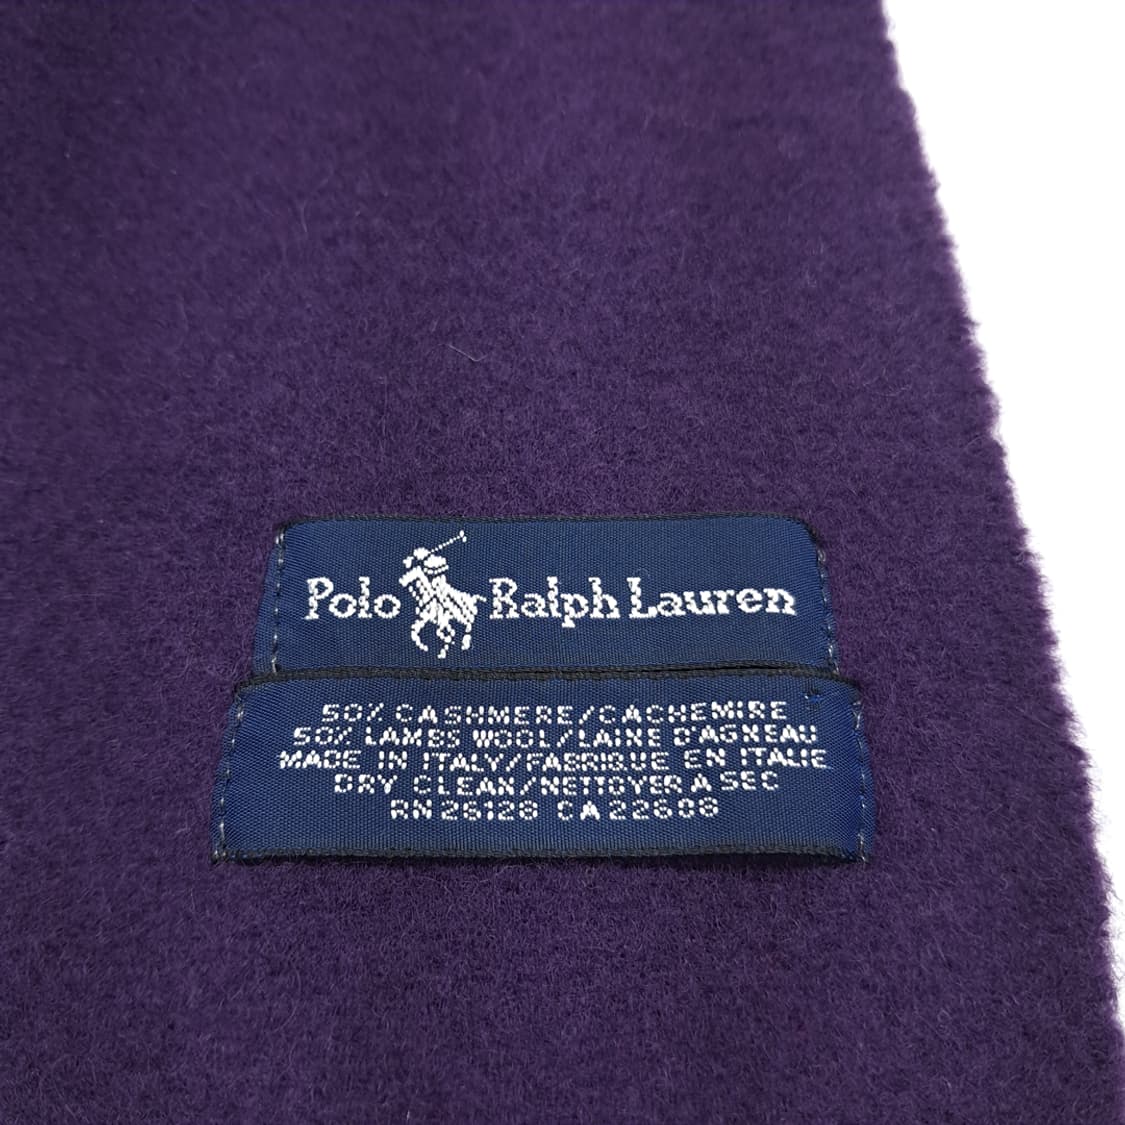 Polo Ralph Lauren
50% CASHMERE/CACHEMIRE
50% LAMBS WOOL/LAINE D'AGNEAU
MADE IN ITALY/FABRIQUE EN ITALIE
DRY CLEAN/NETTOYER A SEC
RN 26128 CA 22608